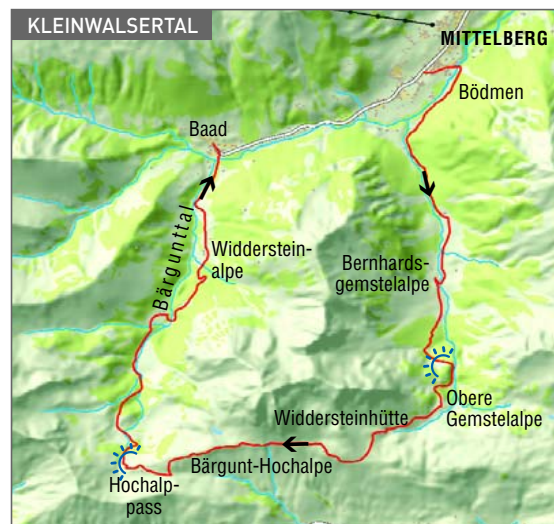 KLEINWALSERTAL
MITTELBERG
Bödmen
Baad
Bärgunttal
Widderstein-
alpe
Bernhards-
gemstelalpe
Obere
Gemstelalpe
Widdersteinhütte
Bärgunt-Hochalpe
Hochalp-
pass